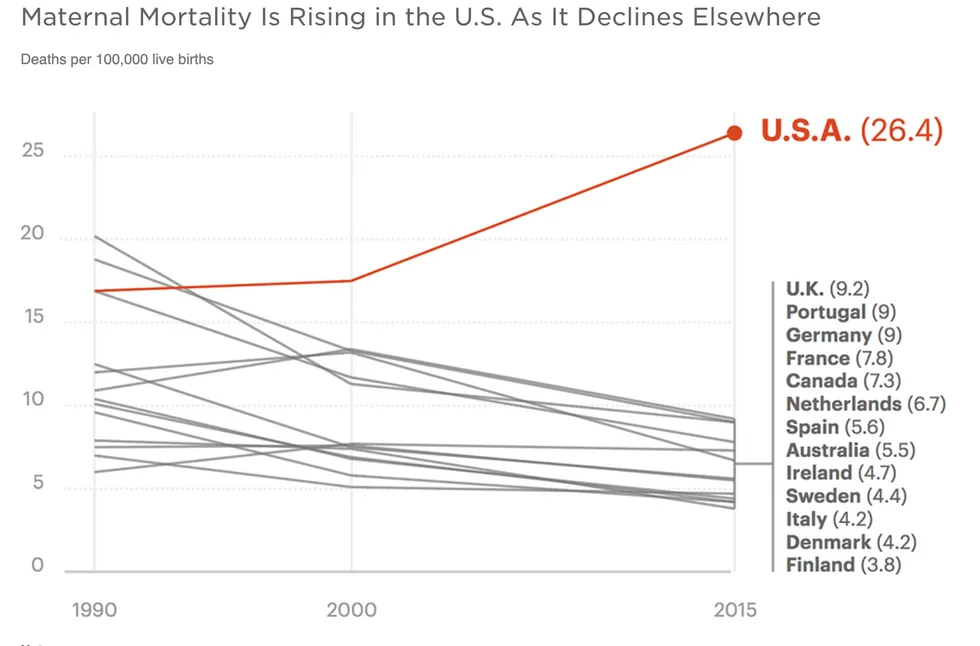 Maternal Mortality Is Rising in the U.S. As It Declines Elsewhere
Deaths per 100,000 live births
U.S.A. (26.4)
25
20
15
10
5
0
U.K. (9.2)
Portugal (9)
Germany (9)
France (7.8)
Canada (7.3)
Netherlands (6.7)
Spain (5.6)
Australia (5.5)
Ireland (4.7)
Sweden (4.4)
Italy (4.2)
Denmark (4.2)
Finland (3.8)
1990 2000 2015